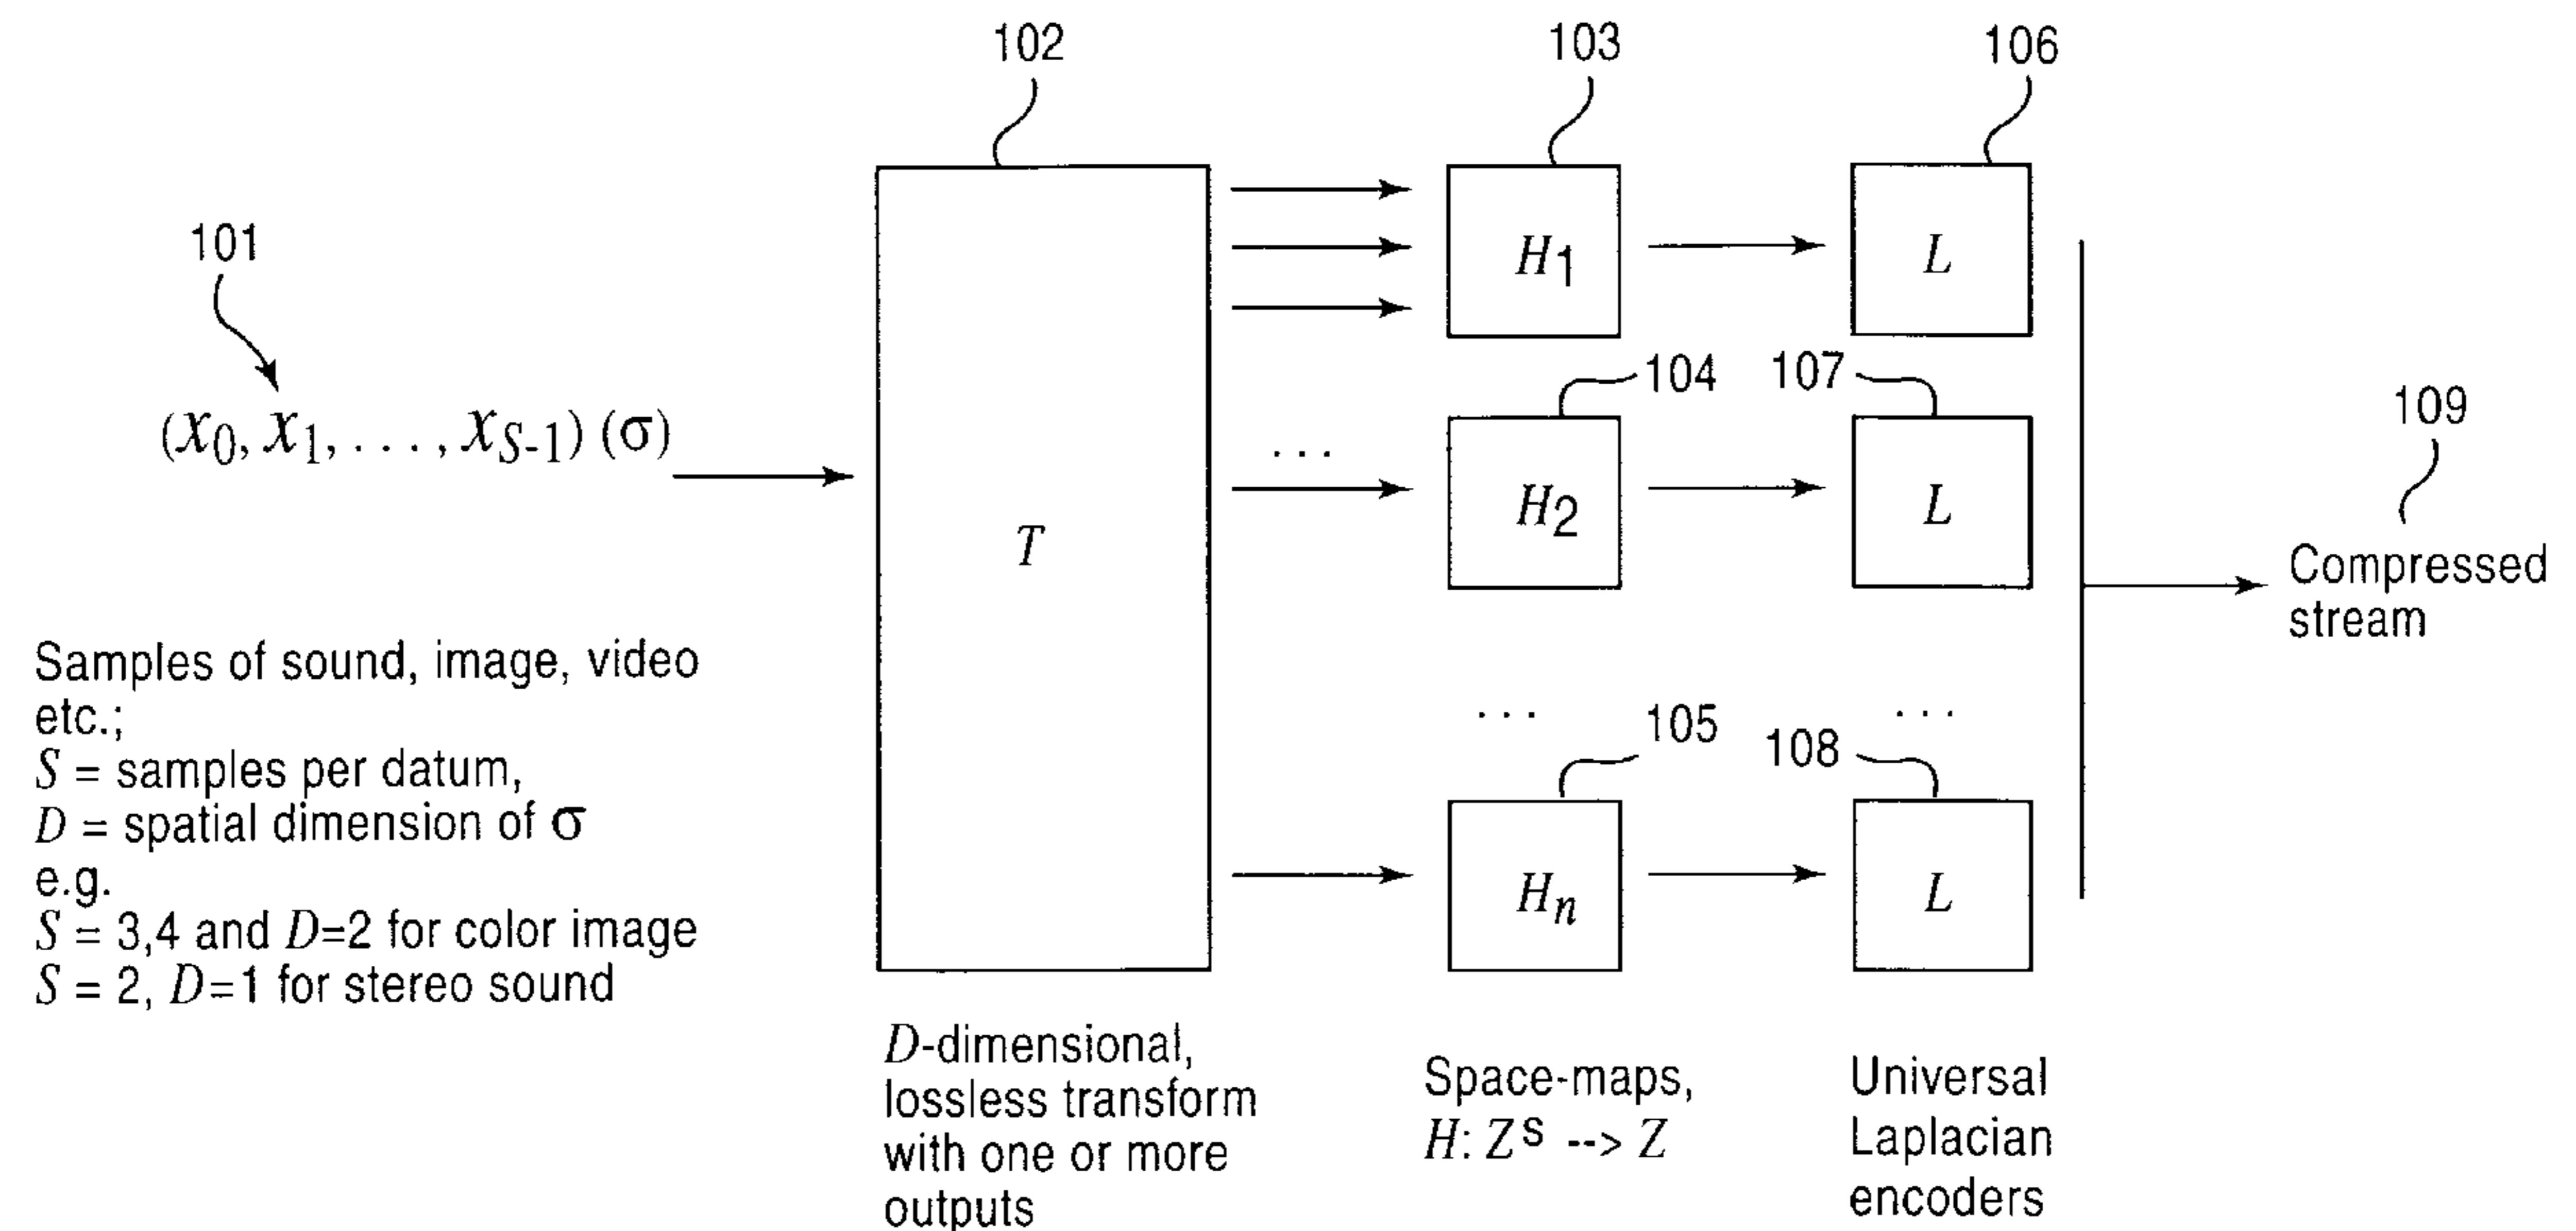 102
103
106
101
H1
L
104
107
109
(x0, x1, . . . , xS-1) (σ)
. . .
T
H2
L
Compressed
stream
Samples of sound, image, video
etc.;
S = samples per datum,
D = spatial dimension of σ
e.g.
S = 3,4 and D=2 for color image
S = 2, D=1 for stereo sound
. . .
105
. . .
108
Hn
L
D-dimensional,
lossless transform
with one or more
outputs
Space-maps,
H: Z^S --> Z
Universal
Laplacian
encoders